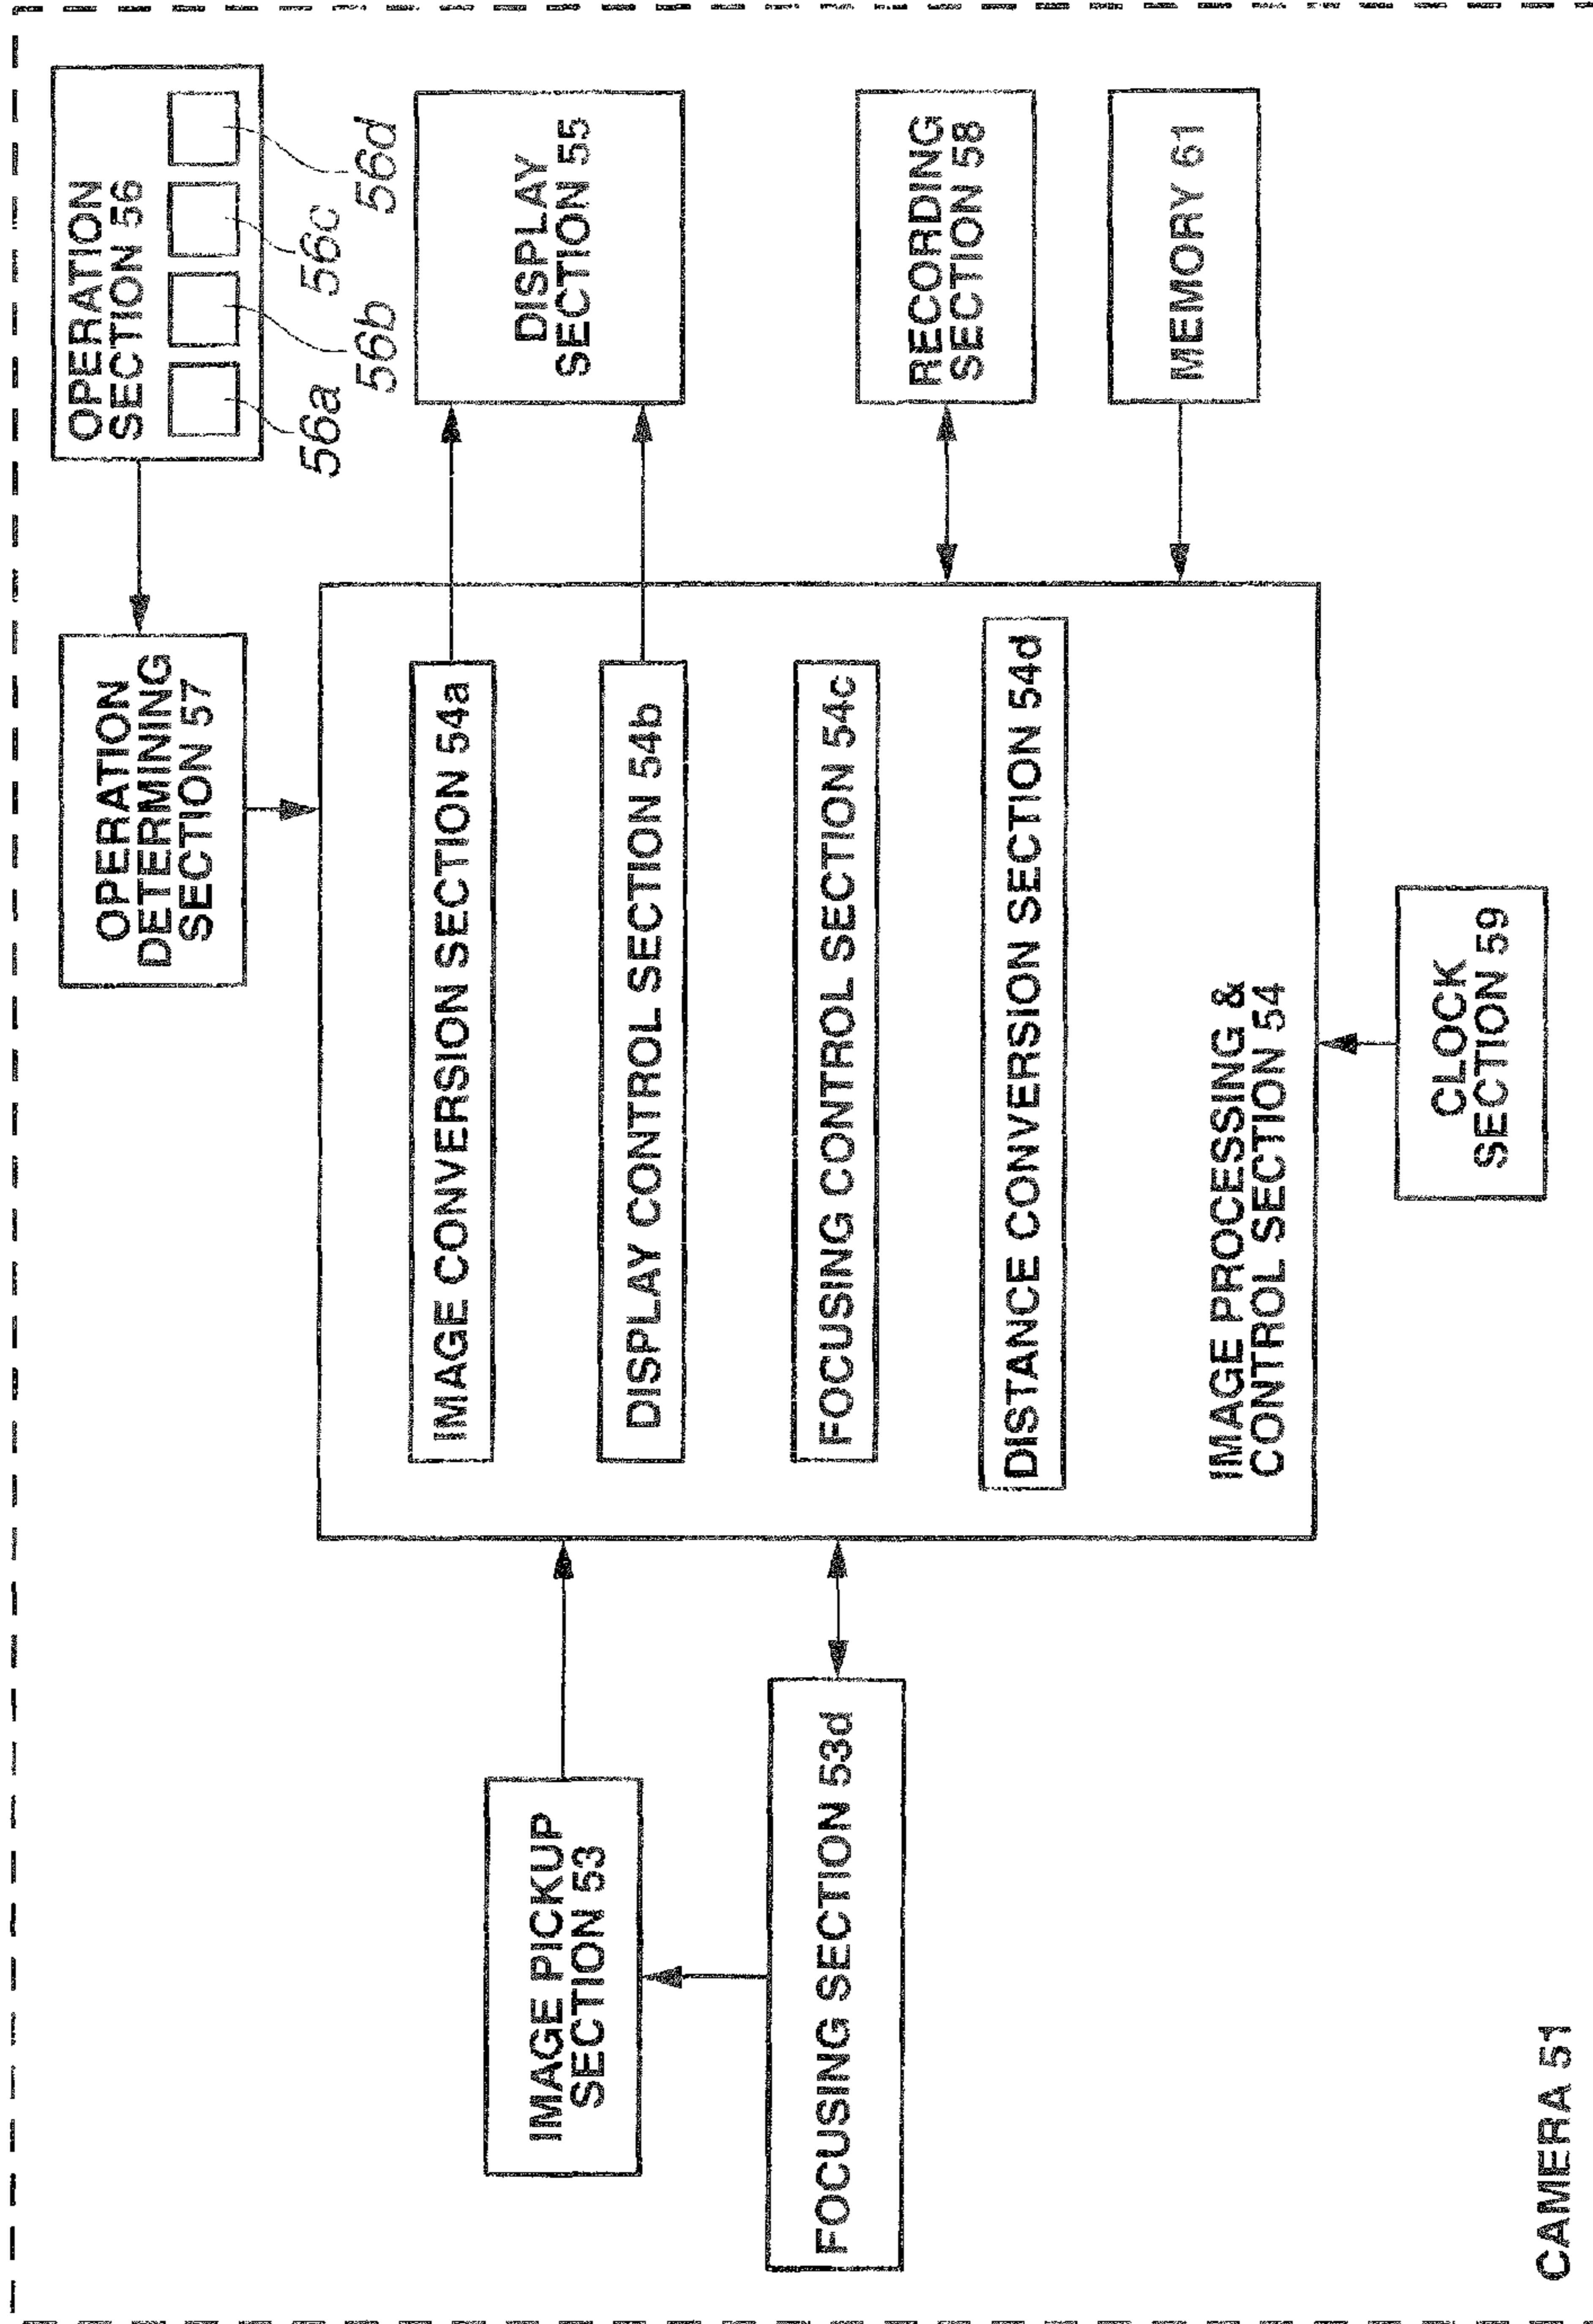 OPERATION
SECTION 56
56a
56b
56c
56d
OPERATION
DETERMINING
SECTION 57
DISPLAY
SECTION 55
IMAGE CONVERSION SECTION 54a
DISPLAY CONTROL SECTION 54b
FOCUSING CONTROL SECTION 54c
DISTANCE CONVERSION SECTION 54d
IMAGE PROCESSING &
CONTROL SECTION 54
IMAGE PICKUP
SECTION 53
FOCUSING SECTION 53d
RECORDING
SECTION 58
MEMORY 61
CLOCK
SECTION 59
CAMERA 51